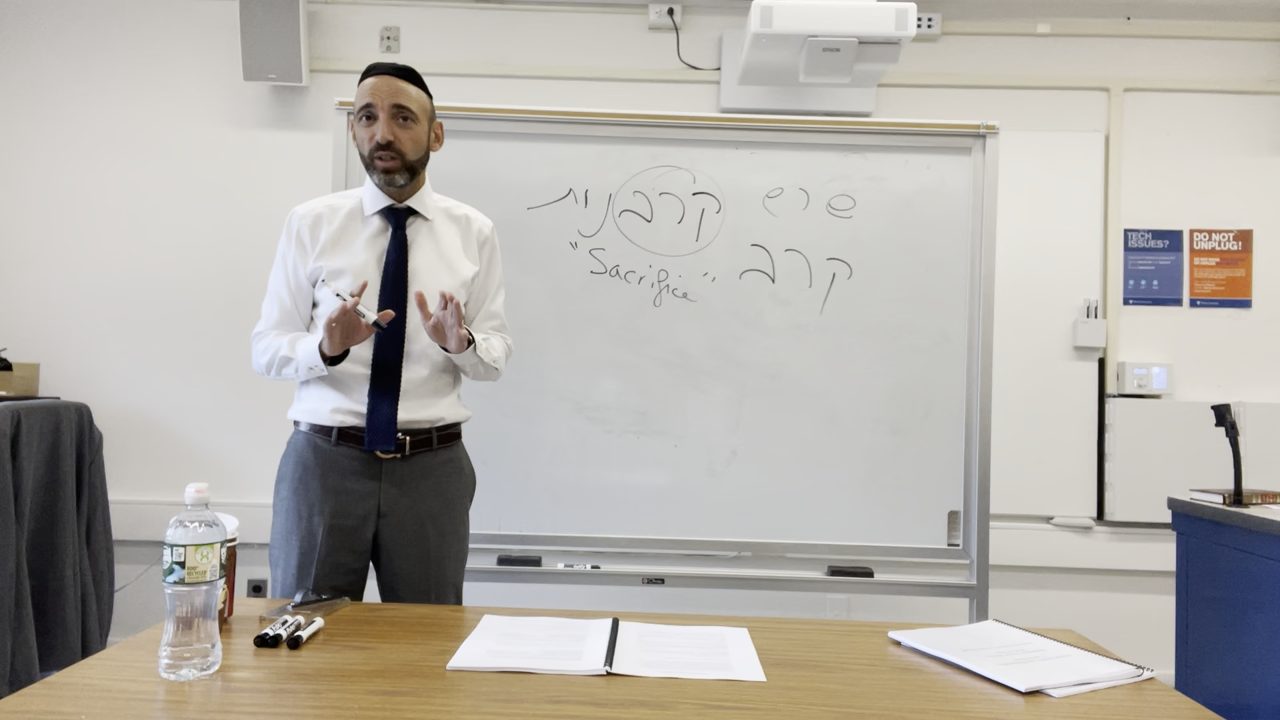 EPSON
שרש קרבנות
קרב "Sacrifice"
TECH
ISSUES?
DO NOT
UNPLUG!